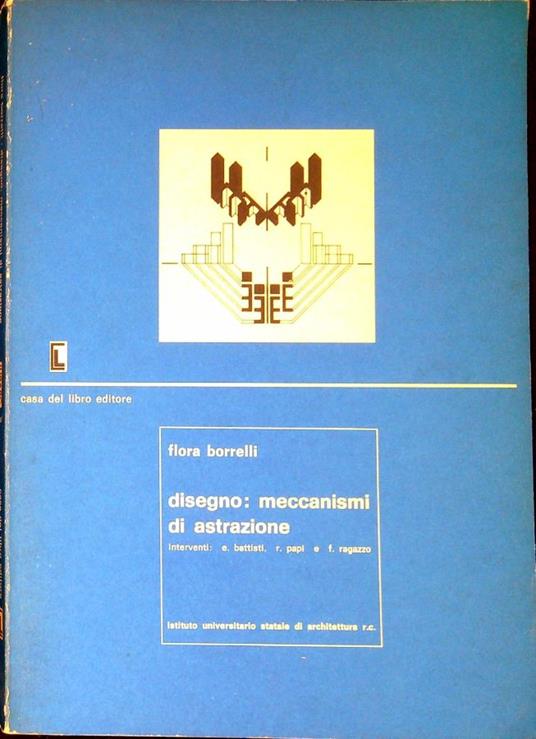 casa del libro editore
flora borrelli
disegno: meccanismi
di astrazione
interventi: e. battisti, r. papi e f. ragazzo
istituto universitario statale di architettura r.c.